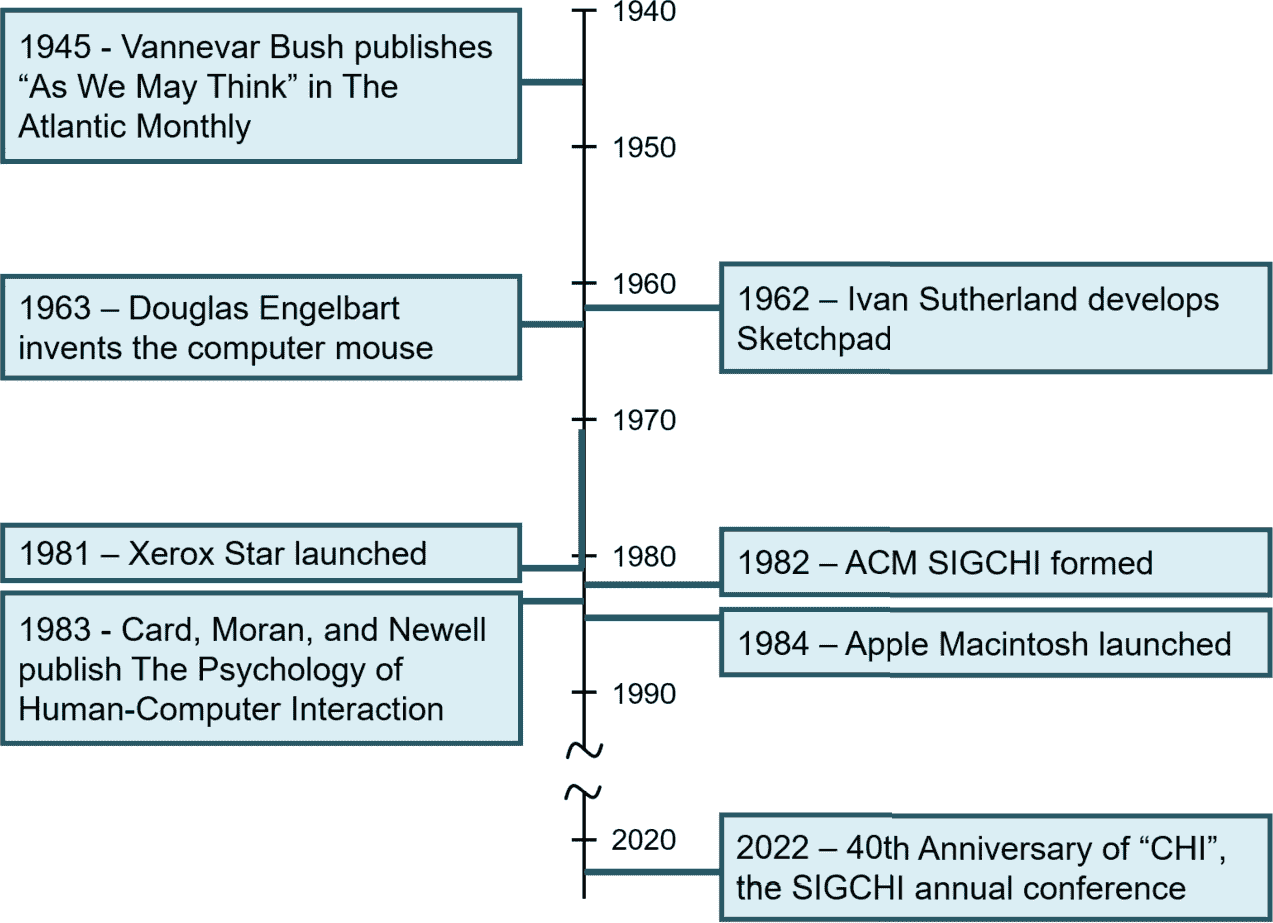 1940
1945 - Vannevar Bush publishes
“As We May Think” in The
Atlantic Monthly
1950
1960
1962 – Ivan Sutherland develops
Sketchpad
1963 – Douglas Engelbart
invents the computer mouse
1970
1981 – Xerox Star launched
1980
1982 – ACM SIGCHI formed
1983 - Card, Moran, and Newell
publish The Psychology of
Human-Computer Interaction
1984 – Apple Macintosh launched
1990
2020
2022 – 40th Anniversary of “CHI”,
the SIGCHI annual conference